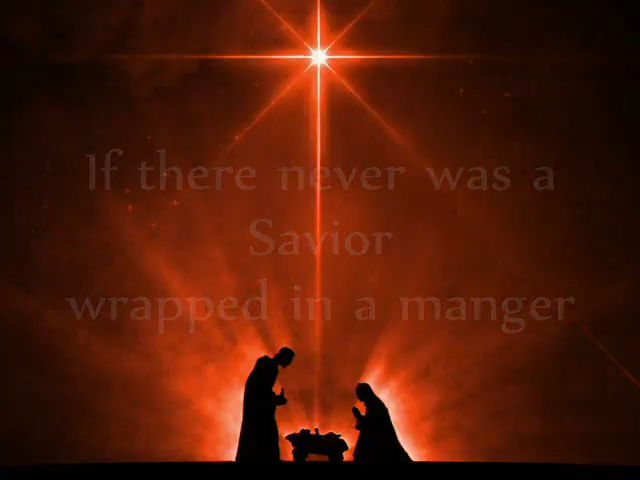 If there never was a
Savior
wrapped in a manger